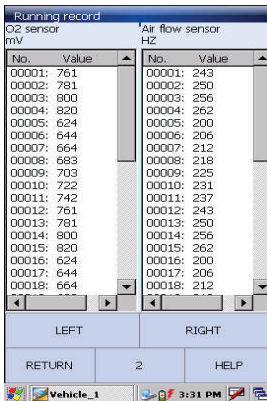 Running record
O2 sensor Air flow sensor
mV HZ
No. Value No. Value
00001: 761 00001: 243
00002: 781 00002: 250
00003: 800 00003: 256
00004: 820 00004: 262
00005: 624 00005: 200
00006: 644 00006: 206
00007: 664 00007: 212
00008: 683 00008: 218
00009: 703 00009: 225
00010: 722 00010: 231
00011: 742 00011: 237
00012: 761 00012: 243
00013: 781 00013: 250
00014: 800 00014: 256
00015: 820 00015: 262
00016: 624 00016: 200
00017: 644 00017: 206
00018: 664 00018: 212
LEFT RIGHT
RETURN 2 HELP
Vehicle_1 3:31 PM